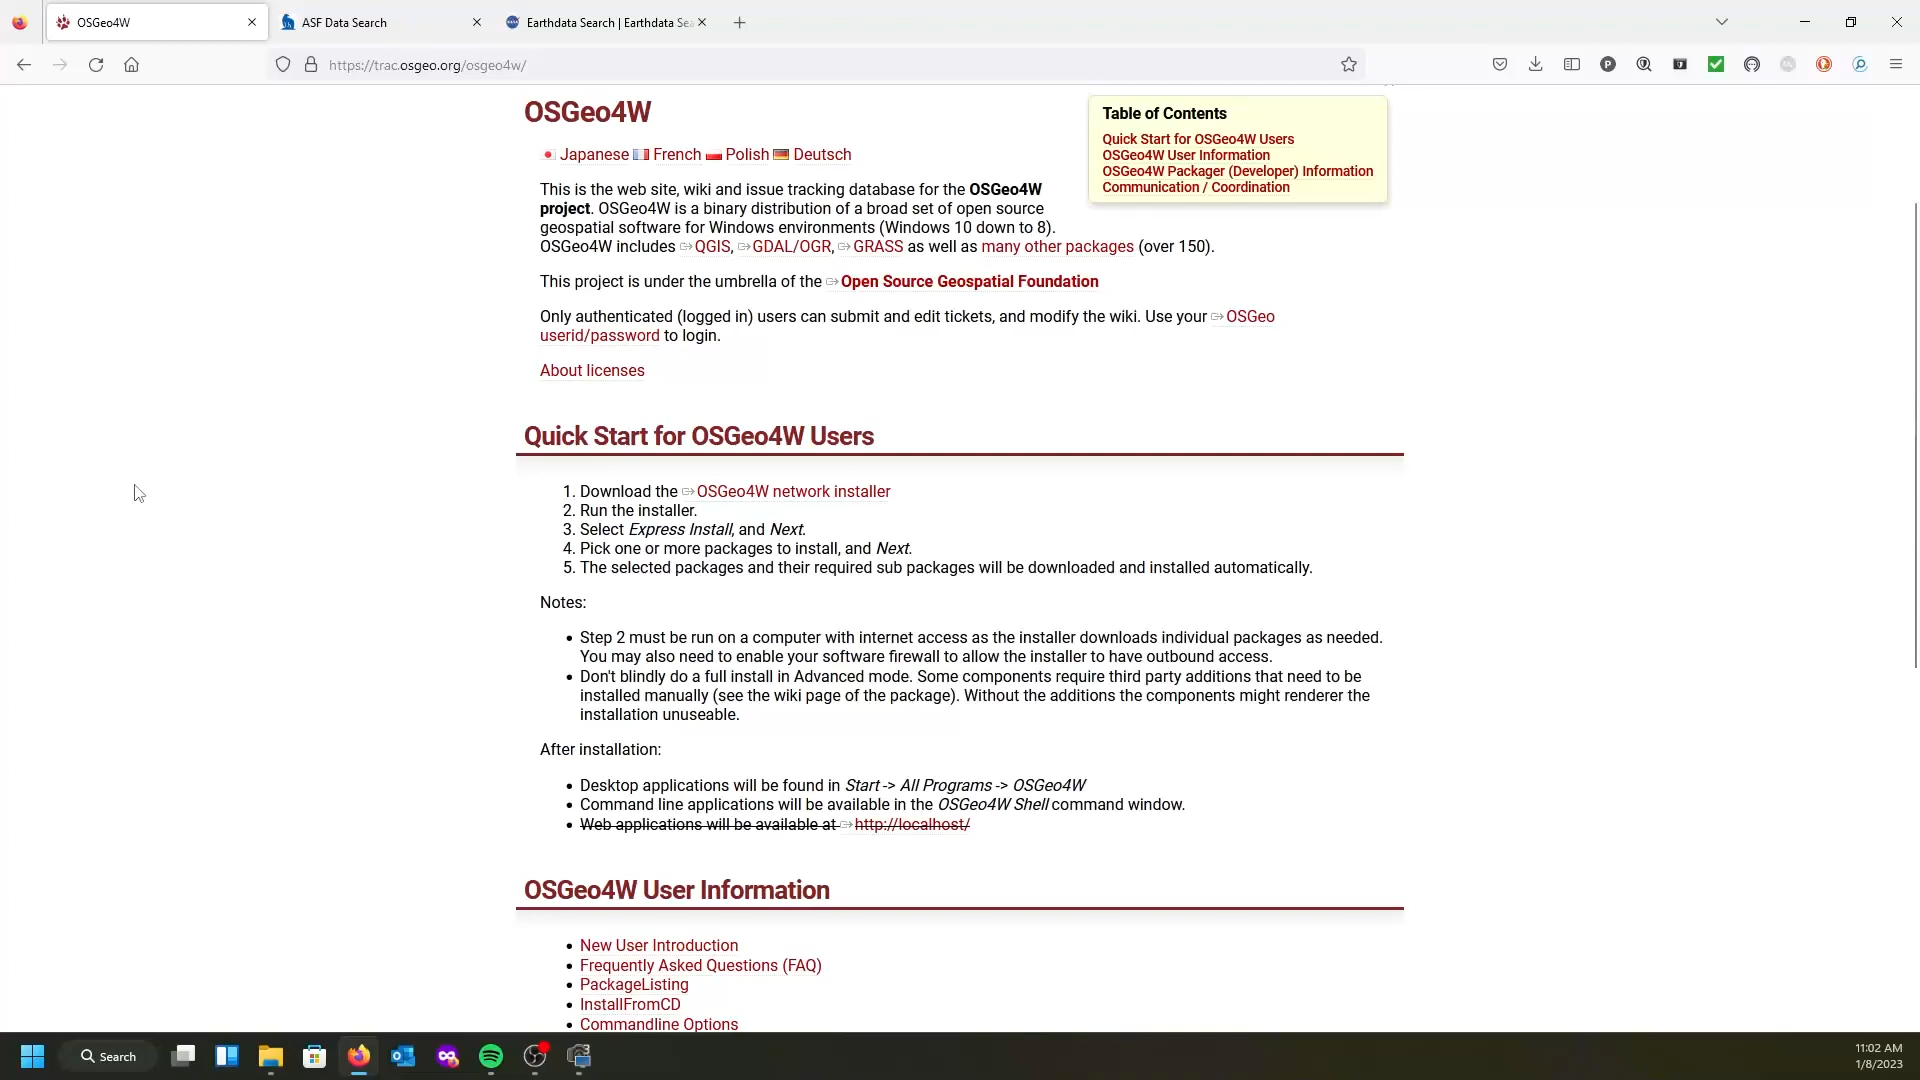 OSGeo4W
ASF Data Search
Earthdata Search | Earthdata Sea
https://trac.osgeo.org/osgeo4w/
OSGeo4W
Table of Contents
Quick Start for OSGeo4W Users
OSGeo4W User Information
OSGeo4W Packager (Developer) Information
Communication / Coordination
Japanese French Polish Deutsch
This is the web site, wiki and issue tracking database for the OSGeo4W
project. OSGeo4W is a binary distribution of a broad set of open source
geospatial software for Windows environments (Windows 10 down to 8).
OSGeo4W includes QGIS, GDAL/OGR, GRASS as well as many other packages (over 150).
This project is under the umbrella of the Open Source Geospatial Foundation
Only authenticated (logged in) users can submit and edit tickets, and modify the wiki. Use your OSGeo
userid/password to login.
About licenses
Quick Start for OSGeo4W Users
1. Download the OSGeo4W network installer
2. Run the installer.
3. Select Express Install, and Next.
4. Pick one or more packages to install, and Next.
5. The selected packages and their required sub packages will be downloaded and installed automatically.
Notes:
• Step 2 must be run on a computer with internet access as the installer downloads individual packages as needed.
You may also need to enable your software firewall to allow the installer to have outbound access.
• Don't blindly do a full install in Advanced mode. Some components require third party additions that need to be
installed manually (see the wiki page of the package). Without the additions the components might renderer the
installation unuseable.
After installation:
• Desktop applications will be found in Start -> All Programs -> OSGeo4W
• Command line applications will be available in the OSGeo4W Shell command window.
• Web applications will be available at http://localhost/
OSGeo4W User Information
• New User Introduction
• Frequently Asked Questions (FAQ)
• PackageListing
• InstallFromCD
• Commandline Options
Search
11:02 AM
1/8/2023